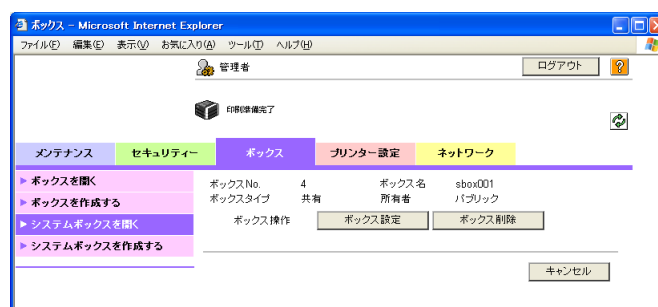 ボックス - Microsoft Internet Explorer
ファイル(F) 編集(E) 表示(V) お気に入り(A) ツール(T) ヘルプ(H)
管理者 ログアウト ?
印刷準備完了
メンテナンス セキュリティー ボックス プリンター設定 ネットワーク
ボックスを開く
ボックスを作成する
システムボックスを開く
システムボックスを作成する
ボックスNo. 4 ボックス名 sbox001
ボックスタイプ 共有 所有者 パブリック
ボックス操作 ボックス設定 ボックス削除
キャンセル